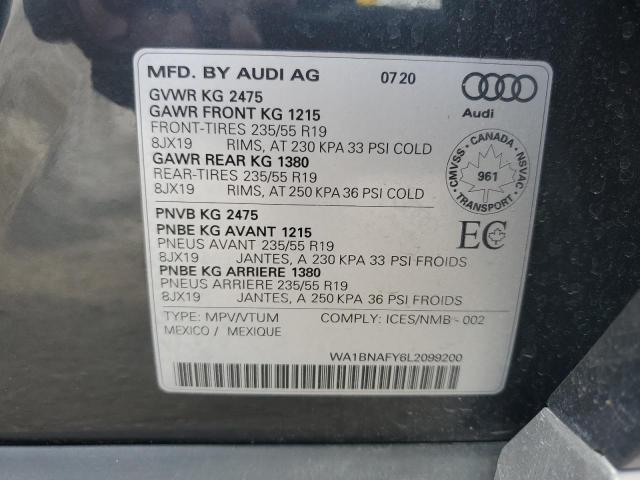 MFD. BY AUDI AG 07 20
GVWR KG 2475
GAWR FRONT KG 1215
FRONT-TIRES 235/55 R19
8JX19 RIMS, AT 230 KPA 33 PSI COLD
GAWR REAR KG 1380
REAR-TIRES 235/55 R19
8JX19 RIMS, AT 250 KPA 36 PSI COLD
Audi
CMVSS - CANADA - NSVAC
961
TRANSPORT
PNVB KG 2475
PNBE KG AVANT 1215
PNEUS AVANT 235/55 R19
8JX19 JANTES, A 230 KPA 33 PSI FROIDS
PNBE KG ARRIERE 1380
PNEUS ARRIERE 235/55 R19
8JX19 JANTES, A 250 KPA 36 PSI FROIDS
EC
TYPE: MPV/VTUM COMPLY: ICES/NMB - 002
MEXICO / MEXIQUE
WA1BNAFY6L2099200